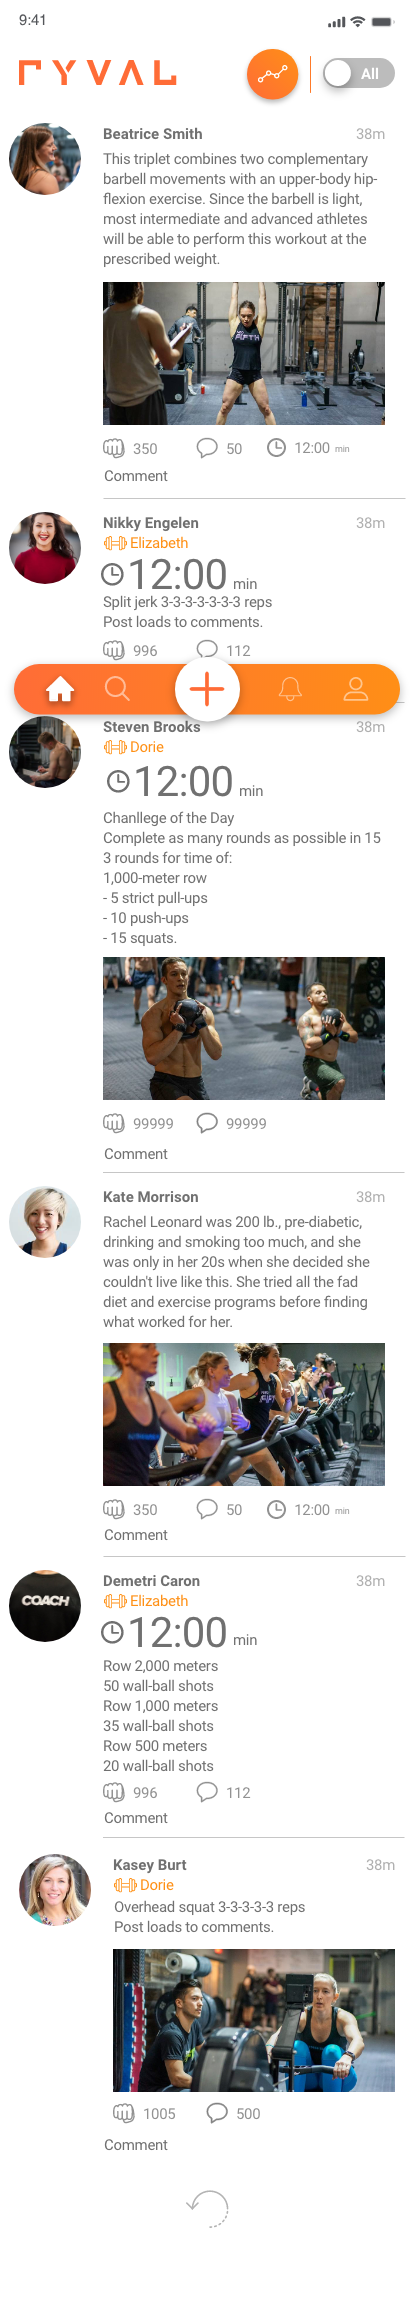 9:41
RYVAL
All
Beatrice Smith 38m
This triplet combines two complementary
barbell movements with an upper-body hip-
flexion exercise. Since the barbell is light,
most intermediate and advanced athletes
will be able to perform this workout at the
prescribed weight.
FIFTH
350 50 12:00 min
Comment
Nikky Engelen 38m
Elizabeth
12:00 min
Split jerk 3-3-3-3-3-3-3 reps
Post loads to comments.
996 112
Steven Brooks 38m
Dorie
12:00 min
Chanllege of the Day
Complete as many rounds as possible in 15
3 rounds for time of:
1,000-meter row
- 5 strict pull-ups
- 10 push-ups
- 15 squats.
99999 99999
Comment
Kate Morrison 38m
Rachel Leonard was 200 lb., pre-diabetic,
drinking and smoking too much, and she
was only in her 20s when she decided she
couldn't live like this. She tried all the fad
diet and exercise programs before finding
what worked for her.
350 50 12:00 min
Comment
COACH
Demetri Caron 38m
Elizabeth
12:00 min
Row 2,000 meters
50 wall-ball shots
Row 1,000 meters
35 wall-ball shots
Row 500 meters
20 wall-ball shots
996 112
Comment
Kasey Burt 38m
Dorie
Overhead squat 3-3-3-3-3 reps
Post loads to comments.
1005 500
Comment